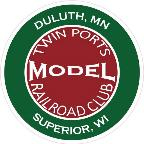 DULUTH, MN
TWIN PORTS
MODEL
RAILROAD CLUB
SUPERIOR, WI